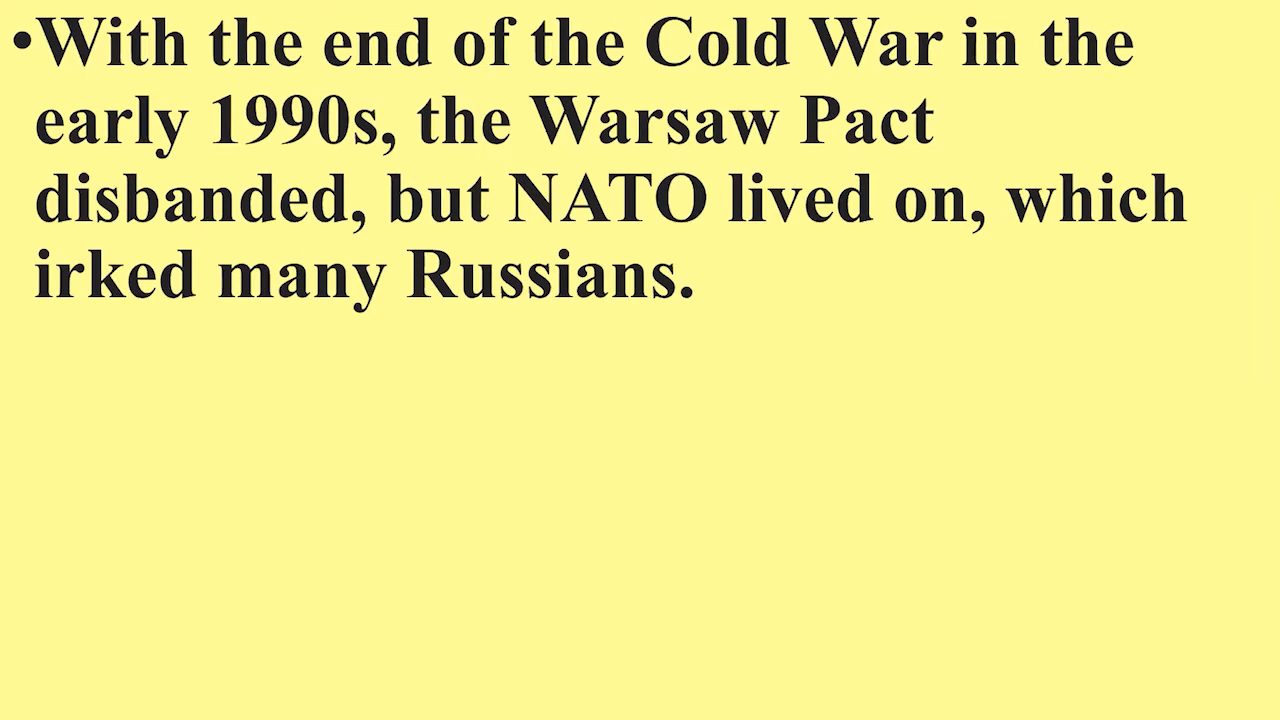 •With the end of the Cold War in the
early 1990s, the Warsaw Pact
disbanded, but NATO lived on, which
irked many Russians.